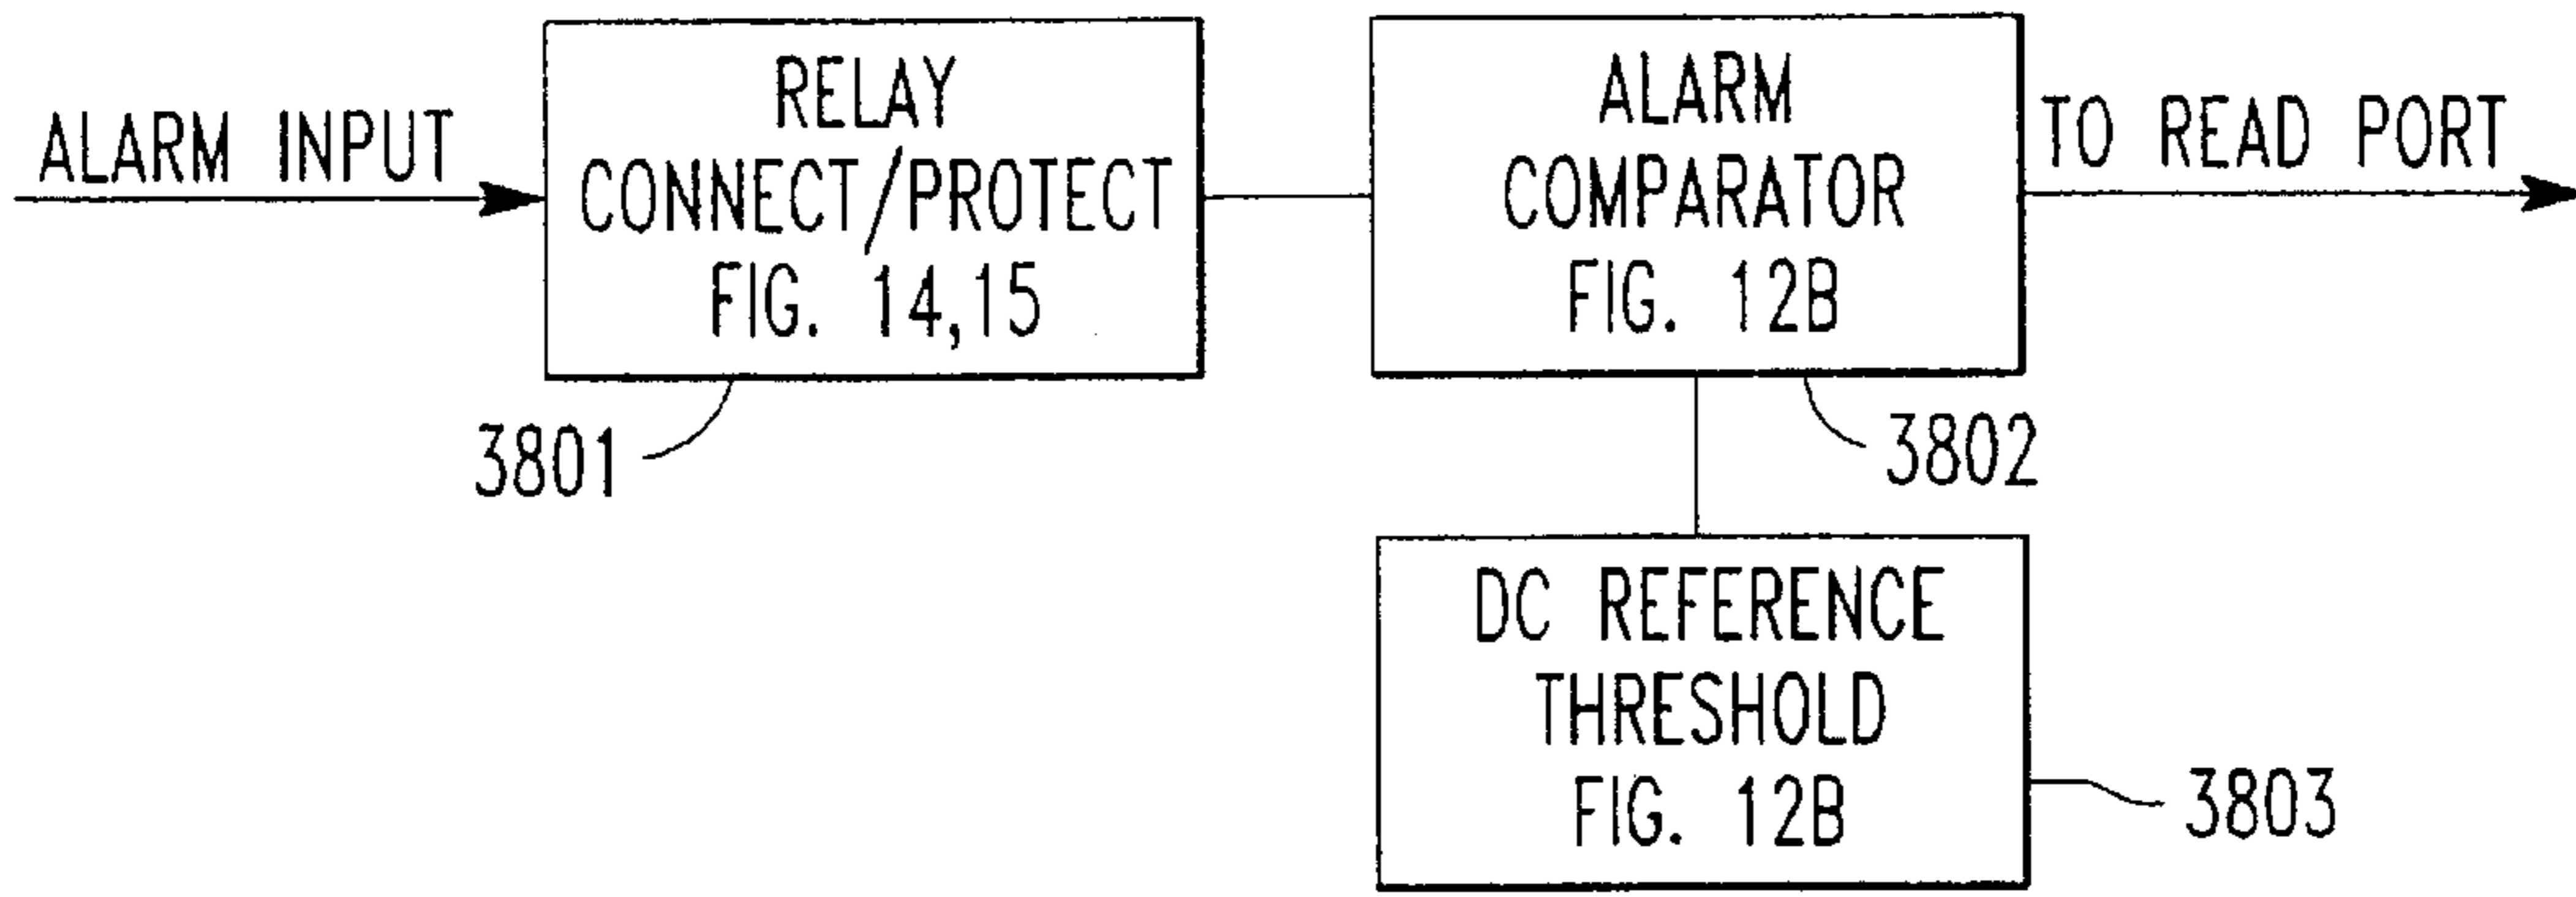 ALARM INPUT
RELAY
CONNECT/PROTECT
FIG. 14,15
3801
ALARM
COMPARATOR
FIG. 12B
3802
TO READ PORT
DC REFERENCE
THRESHOLD
FIG. 12B
3803